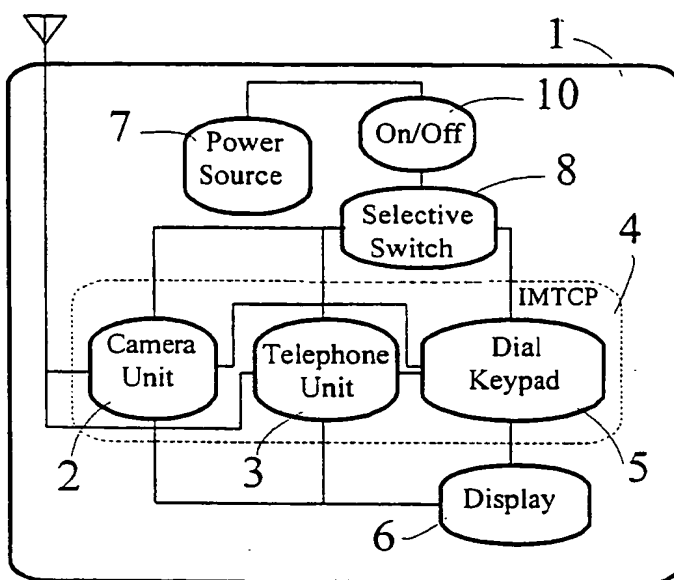 1
10
7
Power
Source
On/Off
8
Selective
Switch
4
IMTCP
Camera
Unit
Telephone
Unit
Dial
Keypad
2
3
5
Display
6